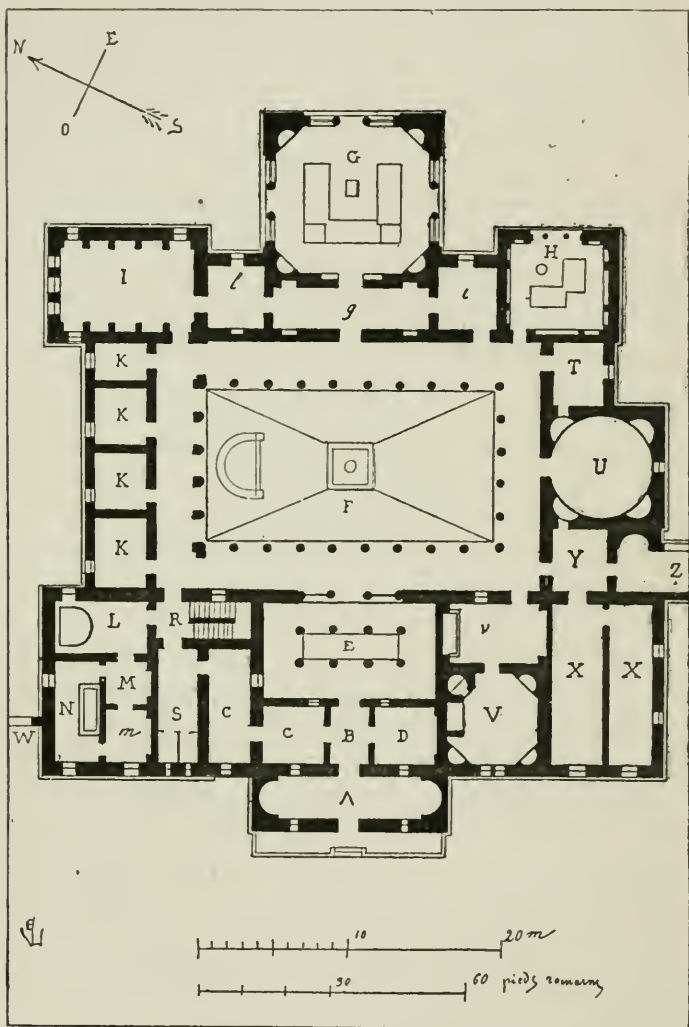 N E
O S
G
I l g i H
K T
K
K F U
K Y Z
L R E v
M X X
N m S C C B D V
W A
10 20 m
30 60 pieds romains